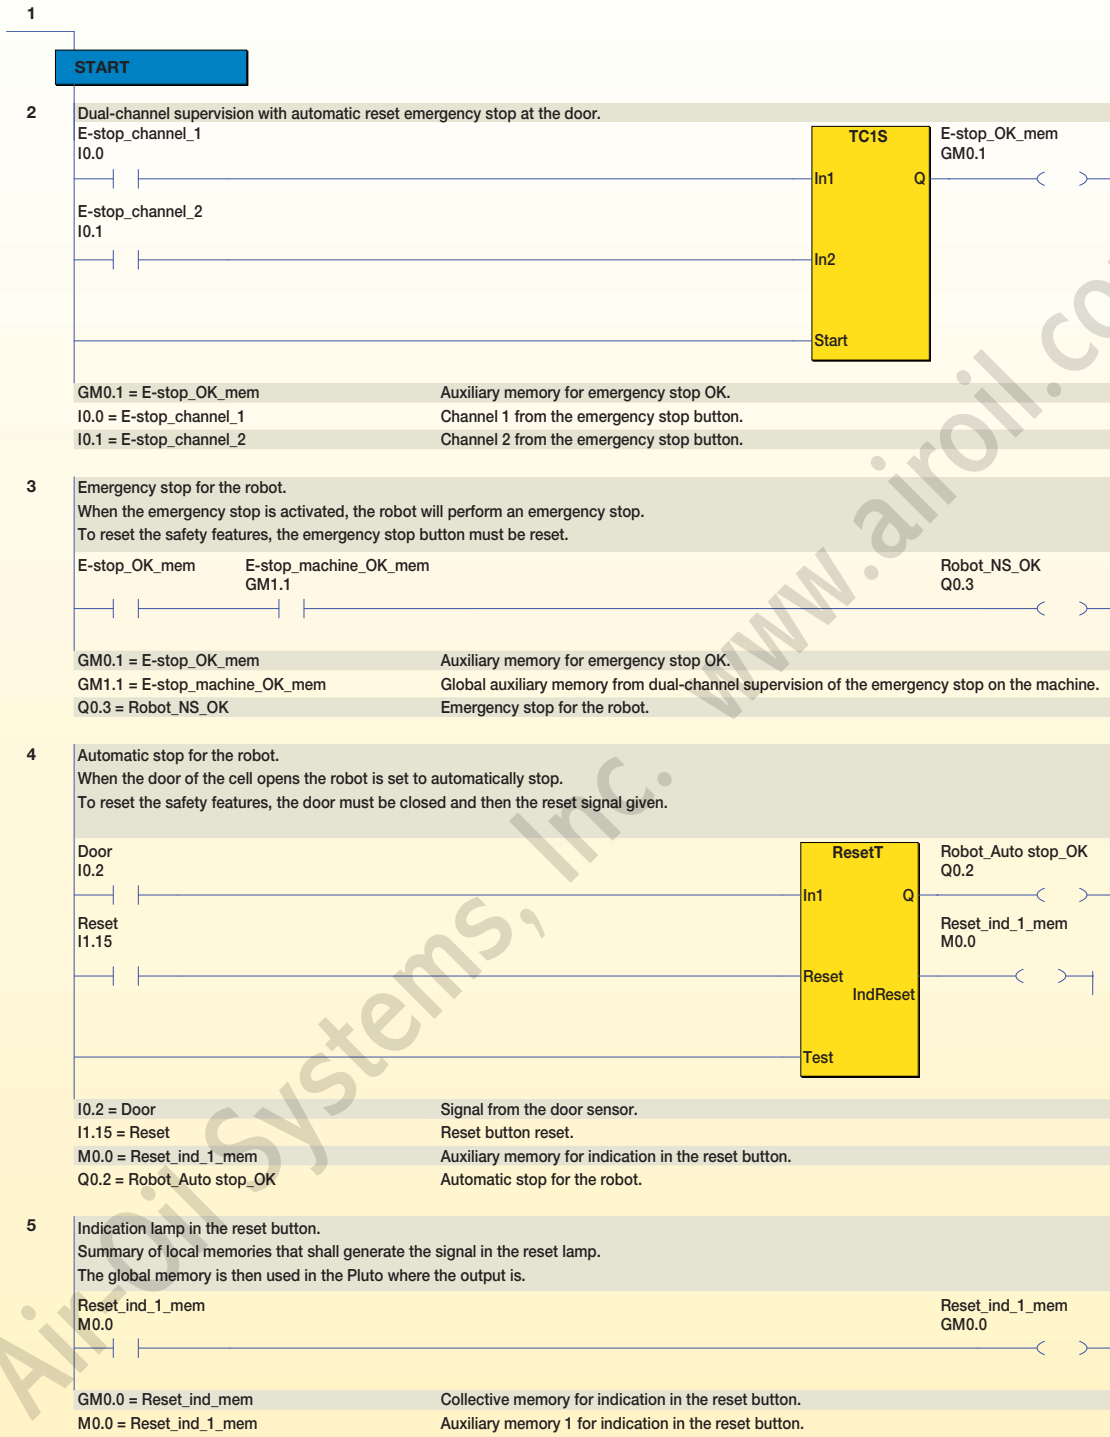 1
START
2
Dual-channel supervision with automatic reset emergency stop at the door.
E-stop_channel_1
I0.0
TC1S
E-stop_OK_mem
GM0.1
In1
Q
E-stop_channel_2
I0.1
In2
Start
GM0.1 = E-stop_OK_mem Auxiliary memory for emergency stop OK.
I0.0 = E-stop_channel_1 Channel 1 from the emergency stop button.
I0.1 = E-stop_channel_2 Channel 2 from the emergency stop button.
3
Emergency stop for the robot.
When the emergency stop is activated, the robot will perform an emergency stop.
To reset the safety features, the emergency stop button must be reset.
E-stop_OK_mem
E-stop_machine_OK_mem
GM1.1
Robot_NS_OK
Q0.3
GM0.1 = E-stop_OK_mem Auxiliary memory for emergency stop OK.
GM1.1 = E-stop_machine_OK_mem Global auxiliary memory from dual-channel supervision of the emergency stop on the machine.
Q0.3 = Robot_NS_OK Emergency stop for the robot.
4
Automatic stop for the robot.
When the door of the cell opens the robot is set to automatically stop.
To reset the safety features, the door must be closed and then the reset signal given.
Door
I0.2
ResetT
Robot_Auto stop_OK
Q0.2
In1
Q
Reset
I1.15
Reset_ind_1_mem
M0.0
Reset
IndReset
Test
I0.2 = Door Signal from the door sensor.
I1.15 = Reset Reset button reset.
M0.0 = Reset_ind_1_mem Auxiliary memory for indication in the reset button.
Q0.2 = Robot_Auto stop_OK Automatic stop for the robot.
5
Indication lamp in the reset button.
Summary of local memories that shall generate the signal in the reset lamp.
The global memory is then used in the Pluto where the output is.
Reset_ind_1_mem
M0.0
Reset_ind_1_mem
GM0.0
GM0.0 = Reset_ind_mem Collective memory for indication in the reset button.
M0.0 = Reset_ind_1_mem Auxiliary memory 1 for indication in the reset button.
Air-Oil Systems, Inc. www.airoil.co